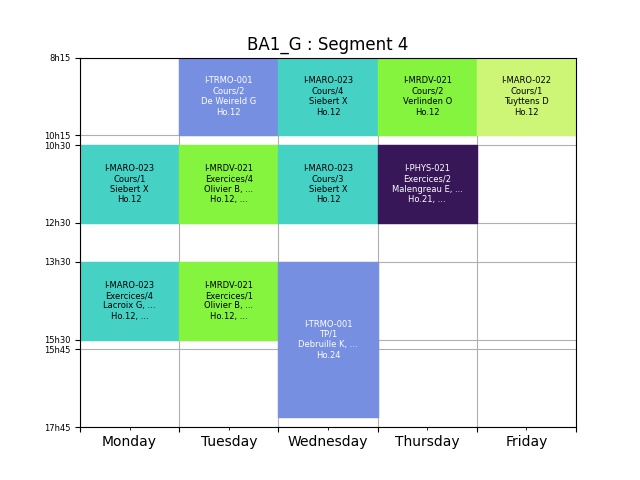 BA1_G : Segment 4
8h15
I-TRMO-001
Cours/2
De Weireld G
Ho.12
I-MARO-023
Cours/4
Siebert X
Ho.12
I-MRDV-021
Cours/2
Verlinden O
Ho.12
I-MARO-022
Cours/1
Tuyttens D
Ho.12
10h15
10h30
I-MARO-023
Cours/1
Siebert X
Ho.12
I-MRDV-021
Exercices/4
Olivier B, ...
Ho.12, ...
I-MARO-023
Cours/3
Siebert X
Ho.12
I-PHYS-021
Exercices/2
Malengreau E, ...
Ho.21, ...
12h30
13h30
I-MARO-023
Exercices/4
Lacroix G, ...
Ho.12, ...
I-MRDV-021
Exercices/1
Olivier B, ...
Ho.12, ...
I-TRMO-001
TP/1
Debruille K, ...
Ho.24
15h30
15h45
17h45
Monday
Tuesday
Wednesday
Thursday
Friday